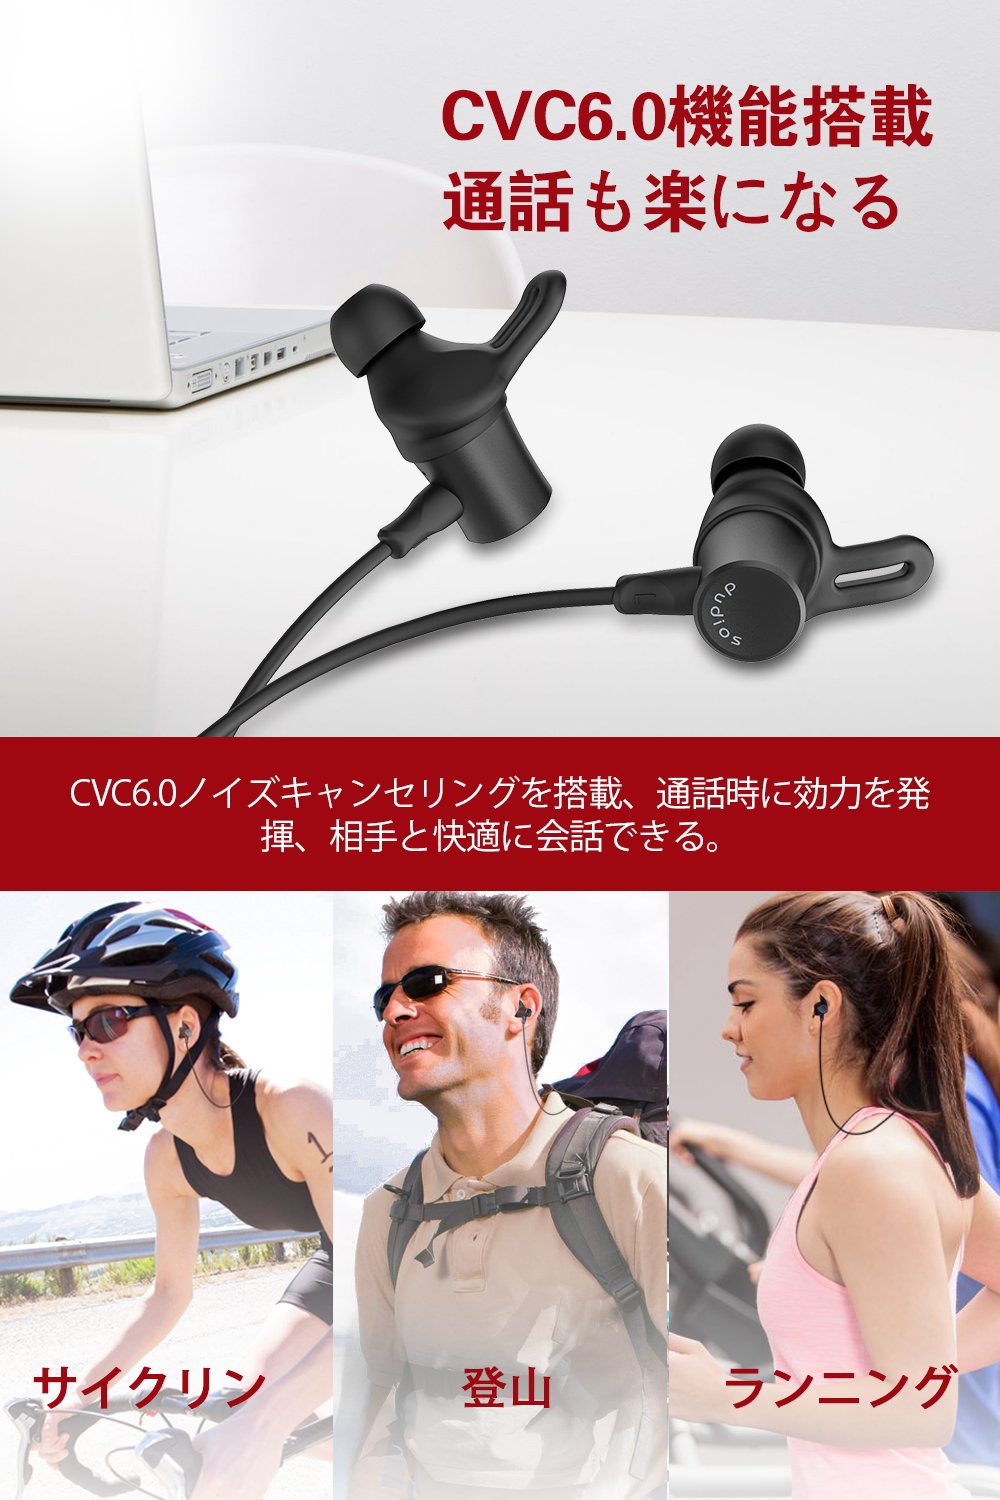 CVC6.0機能搭載
通話も楽になる
dudios
CVC6.0ノイズキャンセリングを搭載、通話時に効力を発
揮、相手と快適に会話できる。
サイクリン
登山
ランニング